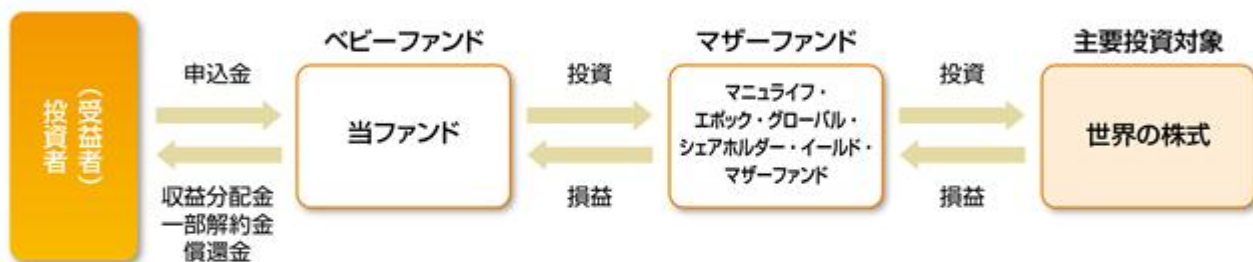 投資者
(受益者)
申込金
収益分配金
一部解約金
償還金
ベビーファンド
当ファンド
投資
損益
マザーファンド
マニュライフ・
エポック・グローバル・
シェアホルダー・イールド・
マザーファンド
投資
損益
主要投資対象
世界の株式